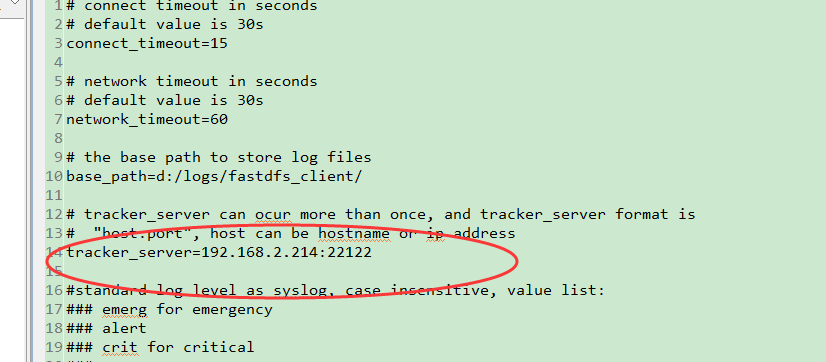 1 # connect timeout in seconds
2 # default value is 30s
3 connect_timeout=15
4
5 # network timeout in seconds
6 # default value is 30s
7 network_timeout=60
8
9 # the base path to store log files
10 base_path=d:/logs/fastdfs_client/
11
12 # tracker_server can ocur more than once, and tracker_server format is
13 #  "host:port", host can be hostname or ip address
14 tracker_server=192.168.2.214:22122
15
16 #standard log level as syslog, case insensitive, value list:
17 ### emerg for emergency
18 ### alert
19 ### crit for critical